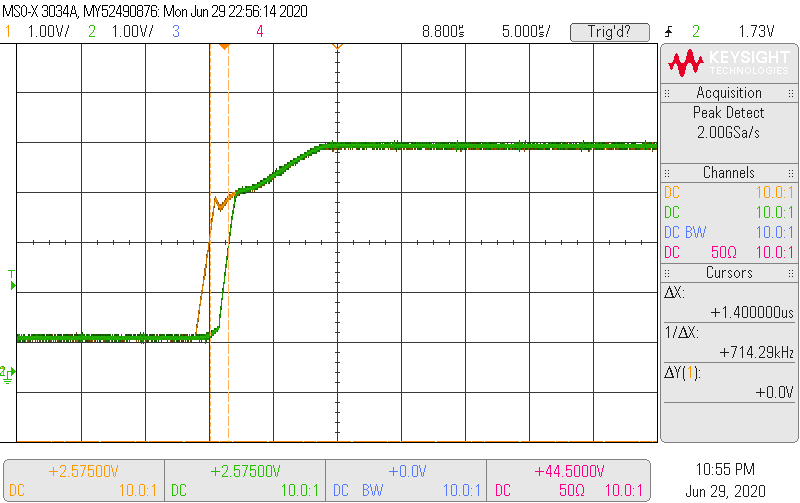 MSO-X 3034A, MY52490876: Mon Jun 29 22:56:14 2020
1 1.00V/ 2 1.00V/ 3 4 8.800s 5.000s/ Trig'd? 2 1.73V
KEYSIGHT
TECHNOLOGIES
Acquisition
Peak Detect
2.00GSa/s
Channels
DC 10.0:1
DC 10.0:1
DC BW 10.0:1
DC 50Ω 10.0:1
Cursors
ΔX:
+1.400000us
1/ΔX:
+714.29kHz
ΔY(1):
+0.0V
T
2
+2.57500V +2.57500V +0.0V +44.5000V
DC 10.0:1 DC 10.0:1 DC BW 10.0:1 DC 50Ω 10.0:1
10:55 PM
Jun 29, 2020